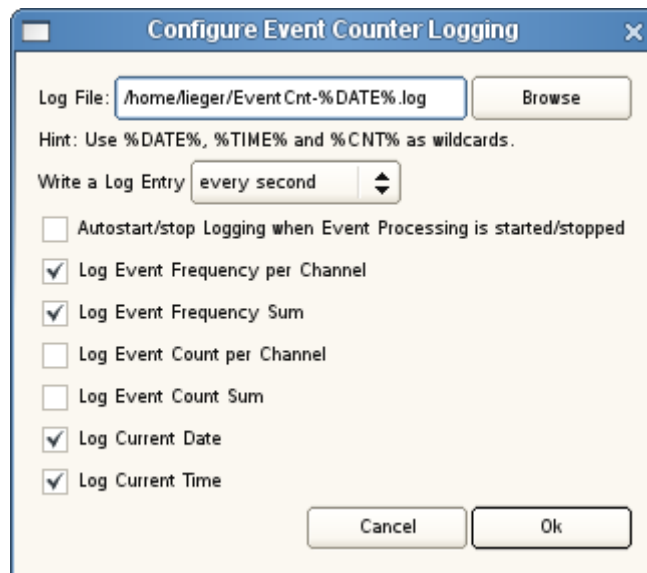 Configure Event Counter Logging
Log File: /home/lieger/EventCnt-%DATE%.log Browse
Hint: Use %DATE%, %TIME% and %CNT% as wildcards.
Write a Log Entry every second
Autostart/stop Logging when Event Processing is started/stopped
Log Event Frequency per Channel
Log Event Frequency Sum
Log Event Count per Channel
Log Event Count Sum
Log Current Date
Log Current Time
Cancel Ok